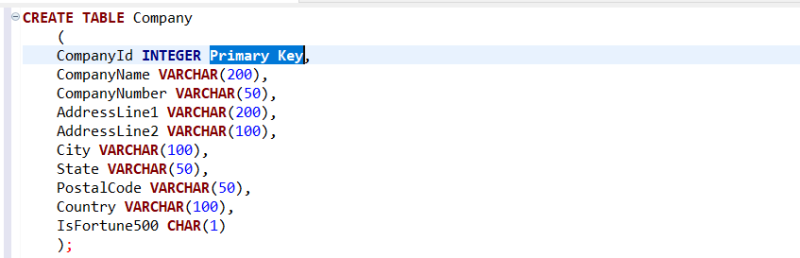 CREATE TABLE Company
(
CompanyId INTEGER Primary Key,
CompanyName VARCHAR(200),
CompanyNumber VARCHAR(50),
AddressLine1 VARCHAR(200),
AddressLine2 VARCHAR(100),
City VARCHAR(100),
State VARCHAR(50),
PostalCode VARCHAR(50),
Country VARCHAR(100),
IsFortune500 CHAR(1)
);